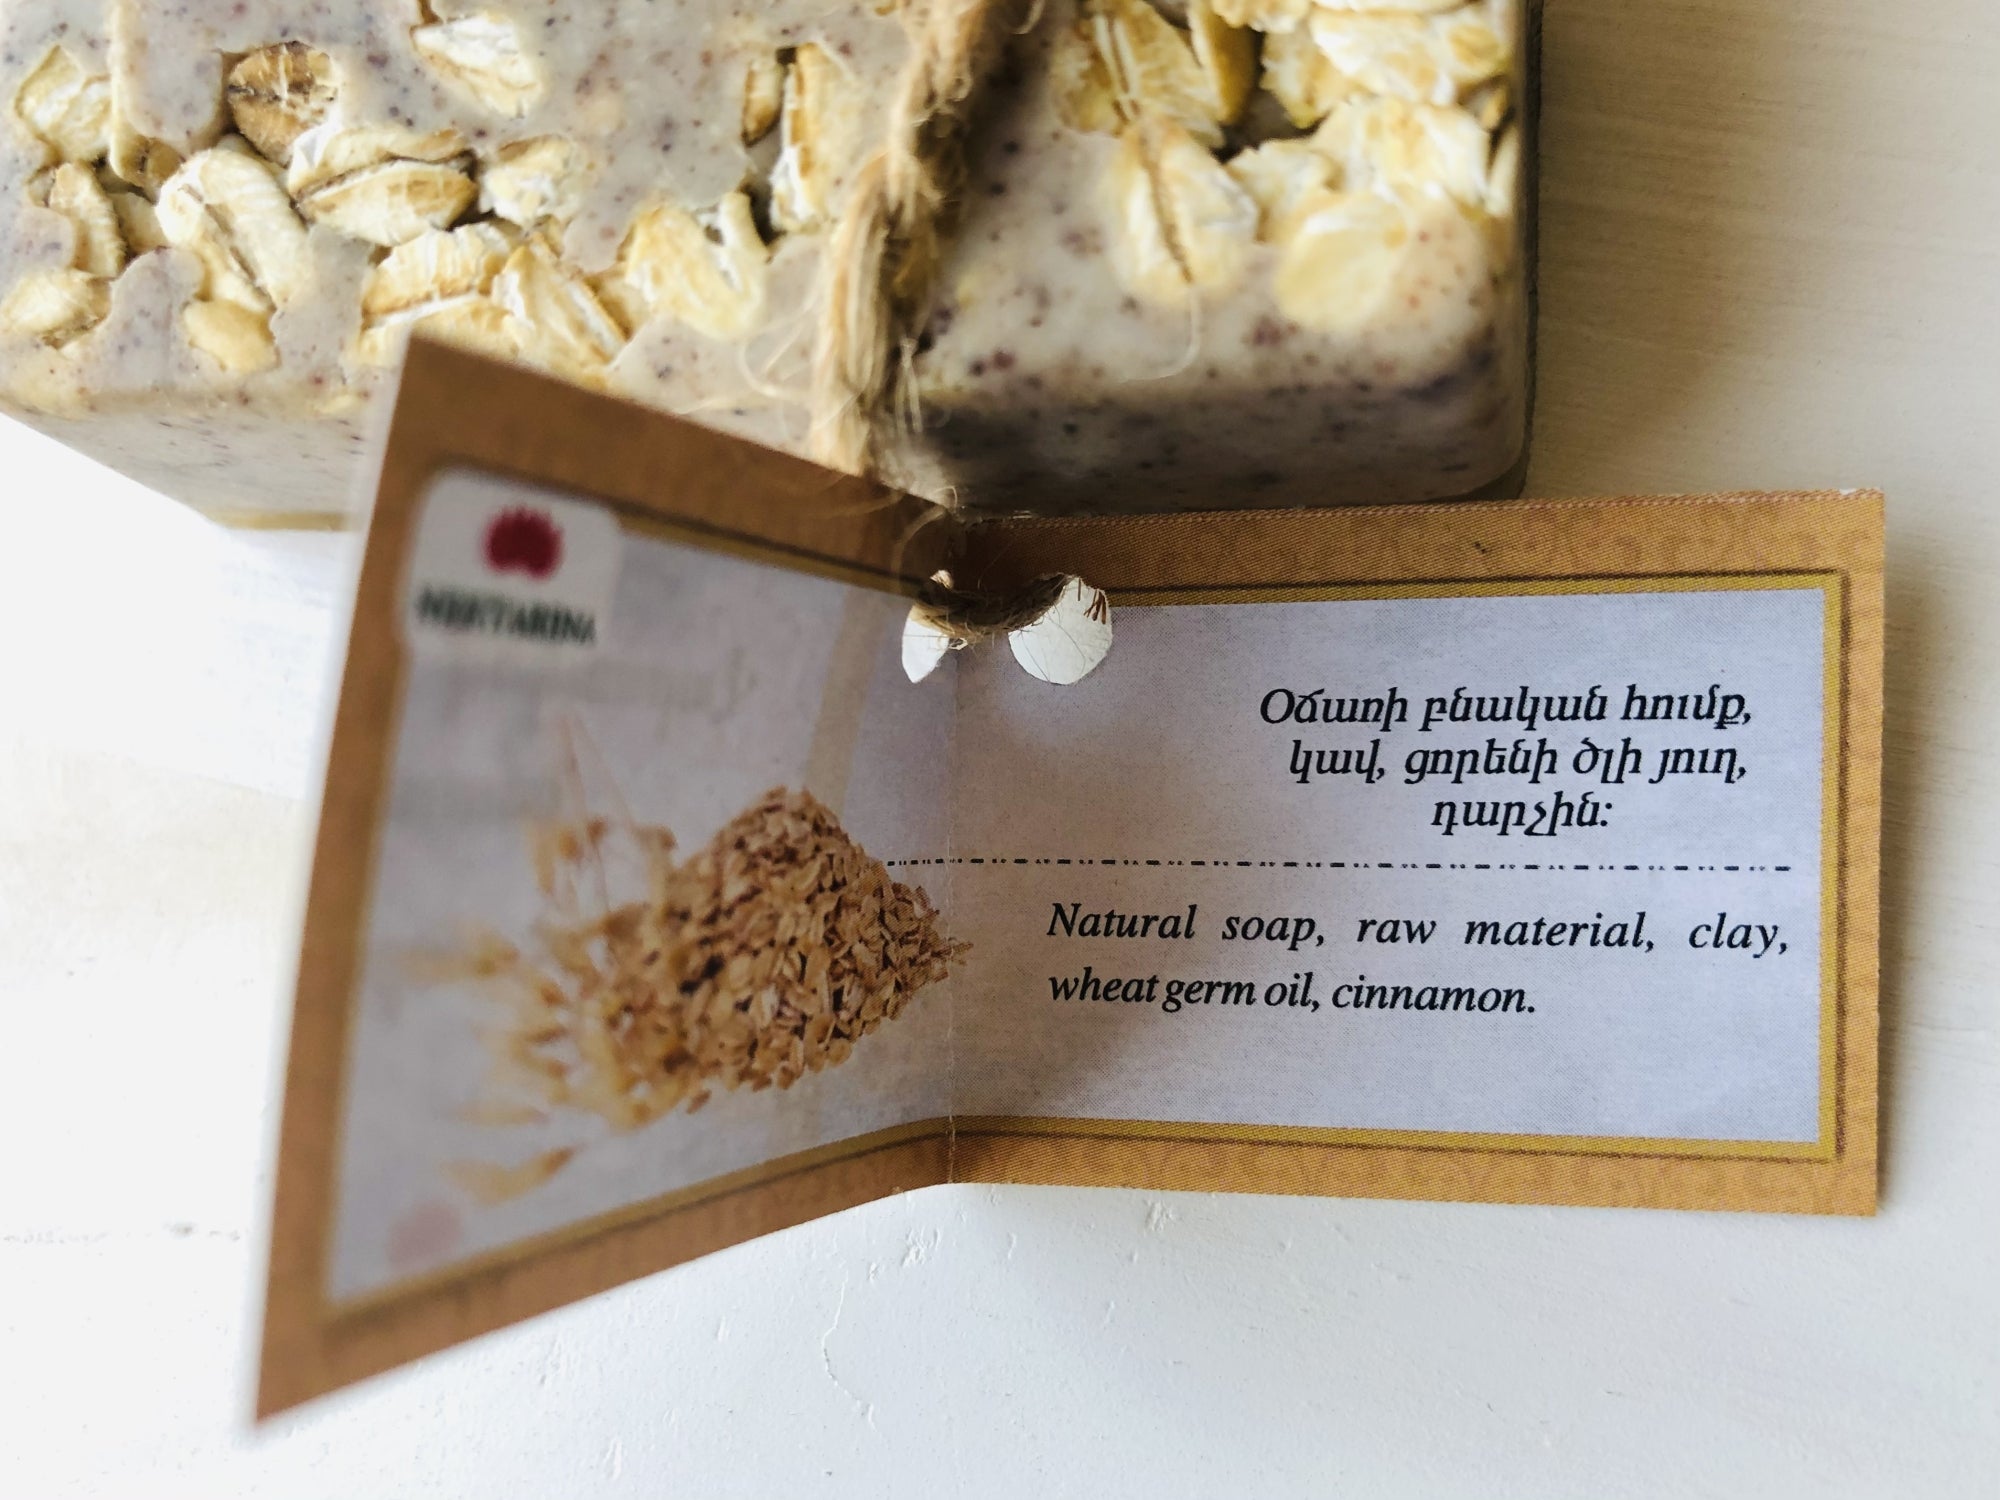 NEKTARINA
Օճառի բնական հումք,
կավ, ցորենի ծլի յուղ,
դարչին:
Natural soap, raw material, clay,
wheat germ oil, cinnamon.